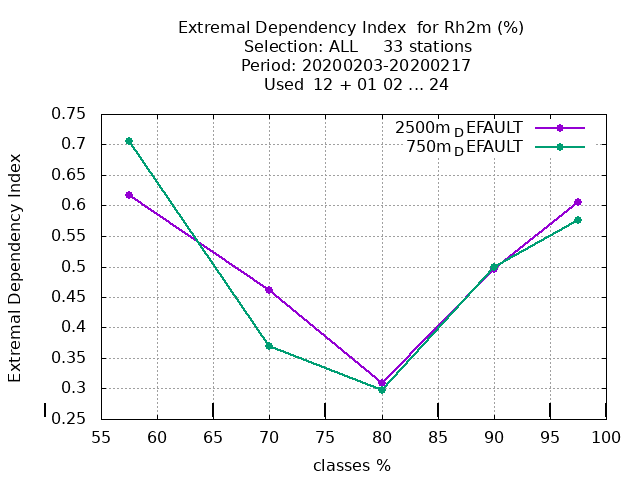 Extremal Dependency Index  for Rh2m (%)
Selection: ALL     33 stations
Period: 20200203-20200217
Used  12 + 01 02 ... 24
2500m_DEFAULT
750m_DEFAULT
Extremal Dependency Index
0.75
0.7
0.65
0.6
0.55
0.5
0.45
0.4
0.35
0.3
0.25
55 60 65 70 75 80 85 90 95 100
classes %